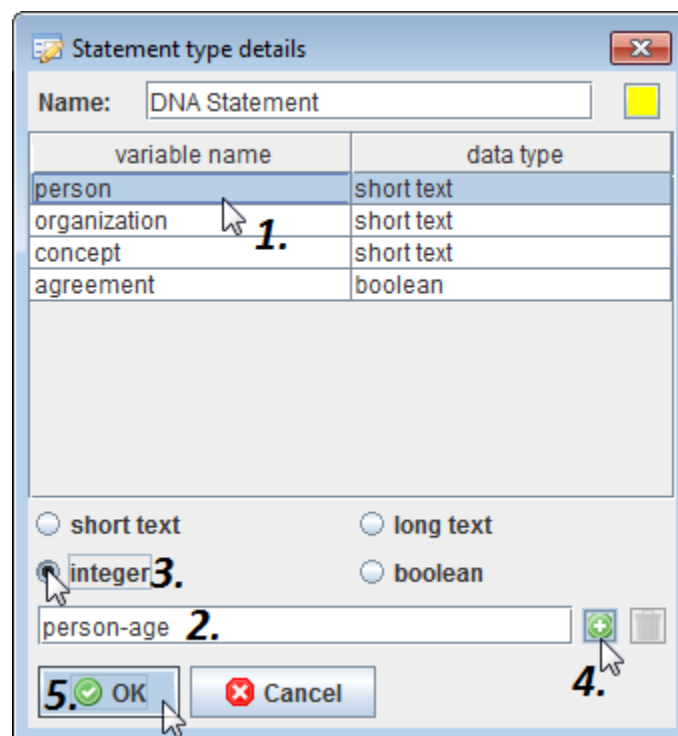 Statement type details
Name: DNA Statement
variable name data type
person short text
organization short text
1.
concept short text
agreement boolean
short text long text
integer 3. boolean
person-age 2.
4.
5. OK Cancel